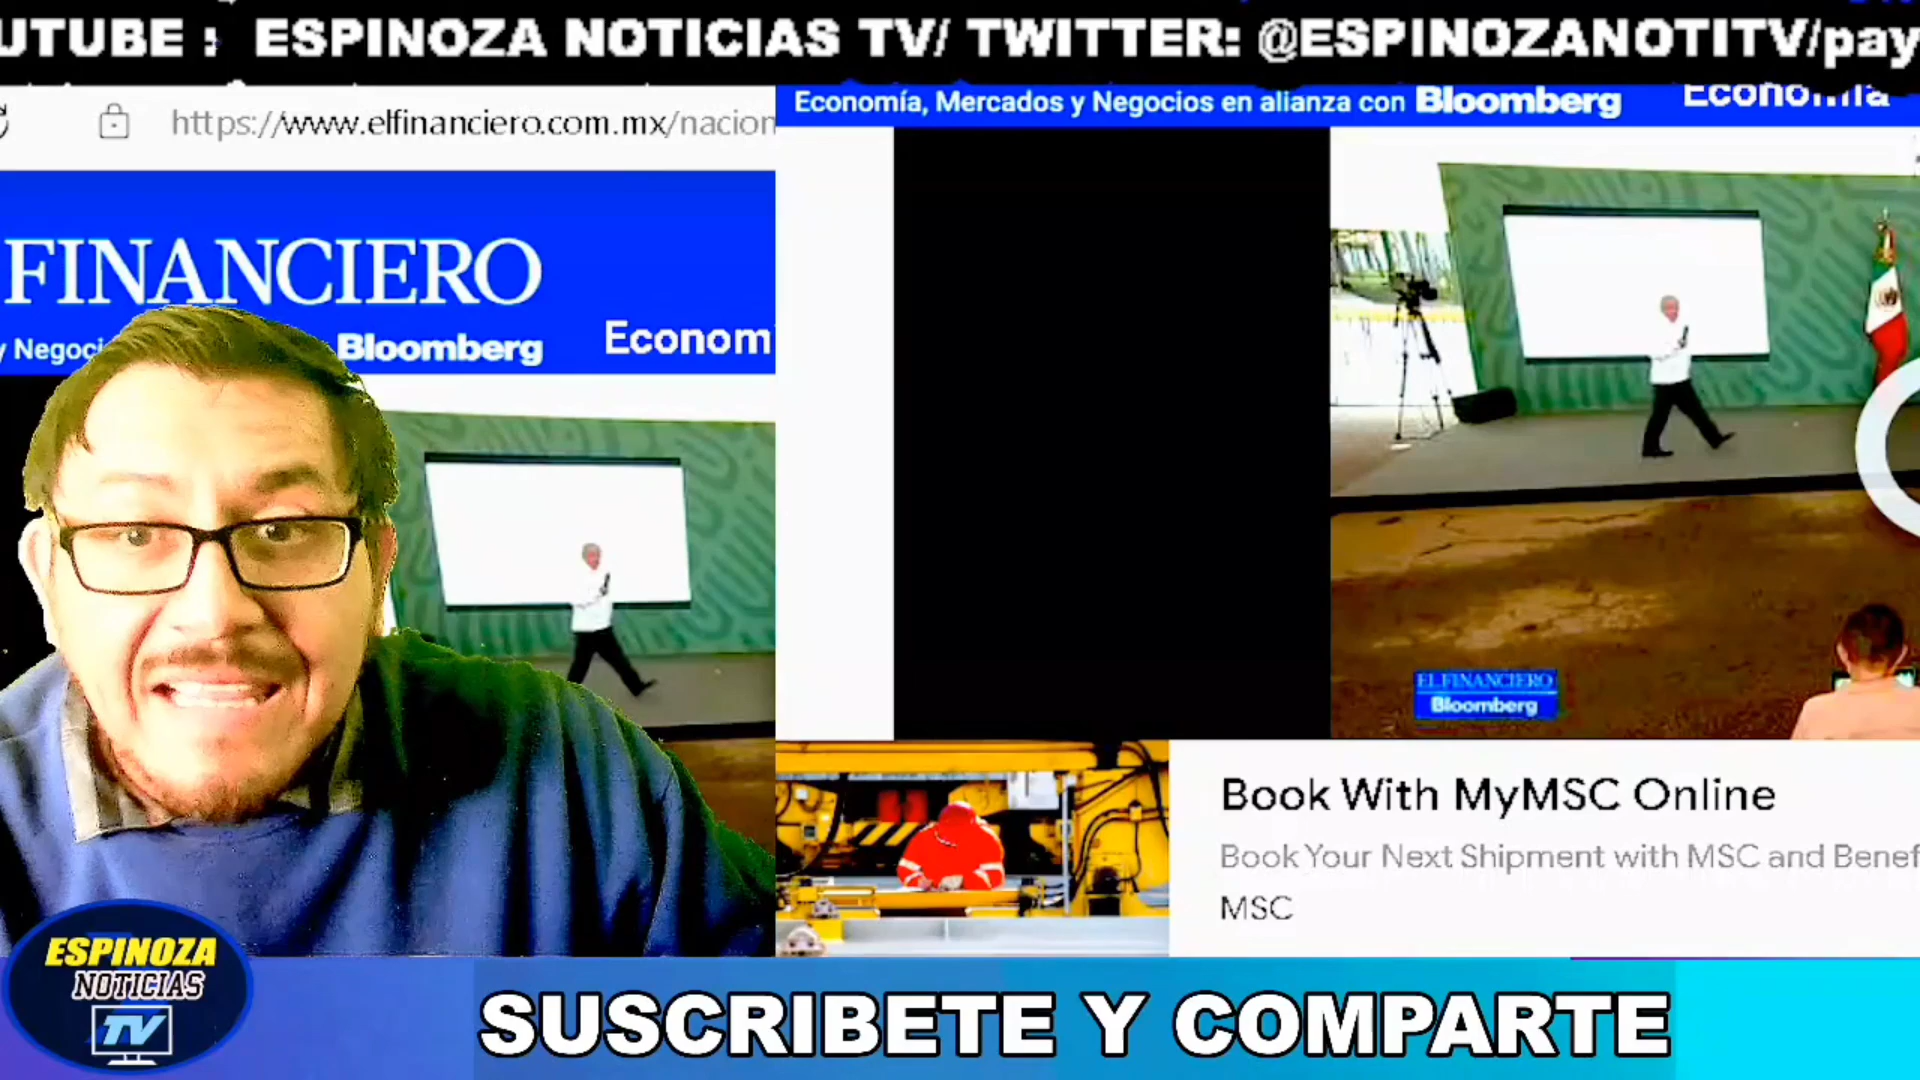 UTUBE : ESPINOZA NOTICIAS TV/ TWITTER: @ESPINOZANOTITV/pay
https://www.elfinanciero.com.mx/nacion
Economía, Mercados y Negocios en alianza con Bloomberg
Economía
FINANCIERO
y Negoci
Bloomberg
Econom
EL FINANCIERO
Bloomberg
Book With MyMSC Online
Book Your Next Shipment with MSC and Benef
MSC
ESPINOZA
NOTICIAS
TV
SUSCRIBETE Y COMPARTE